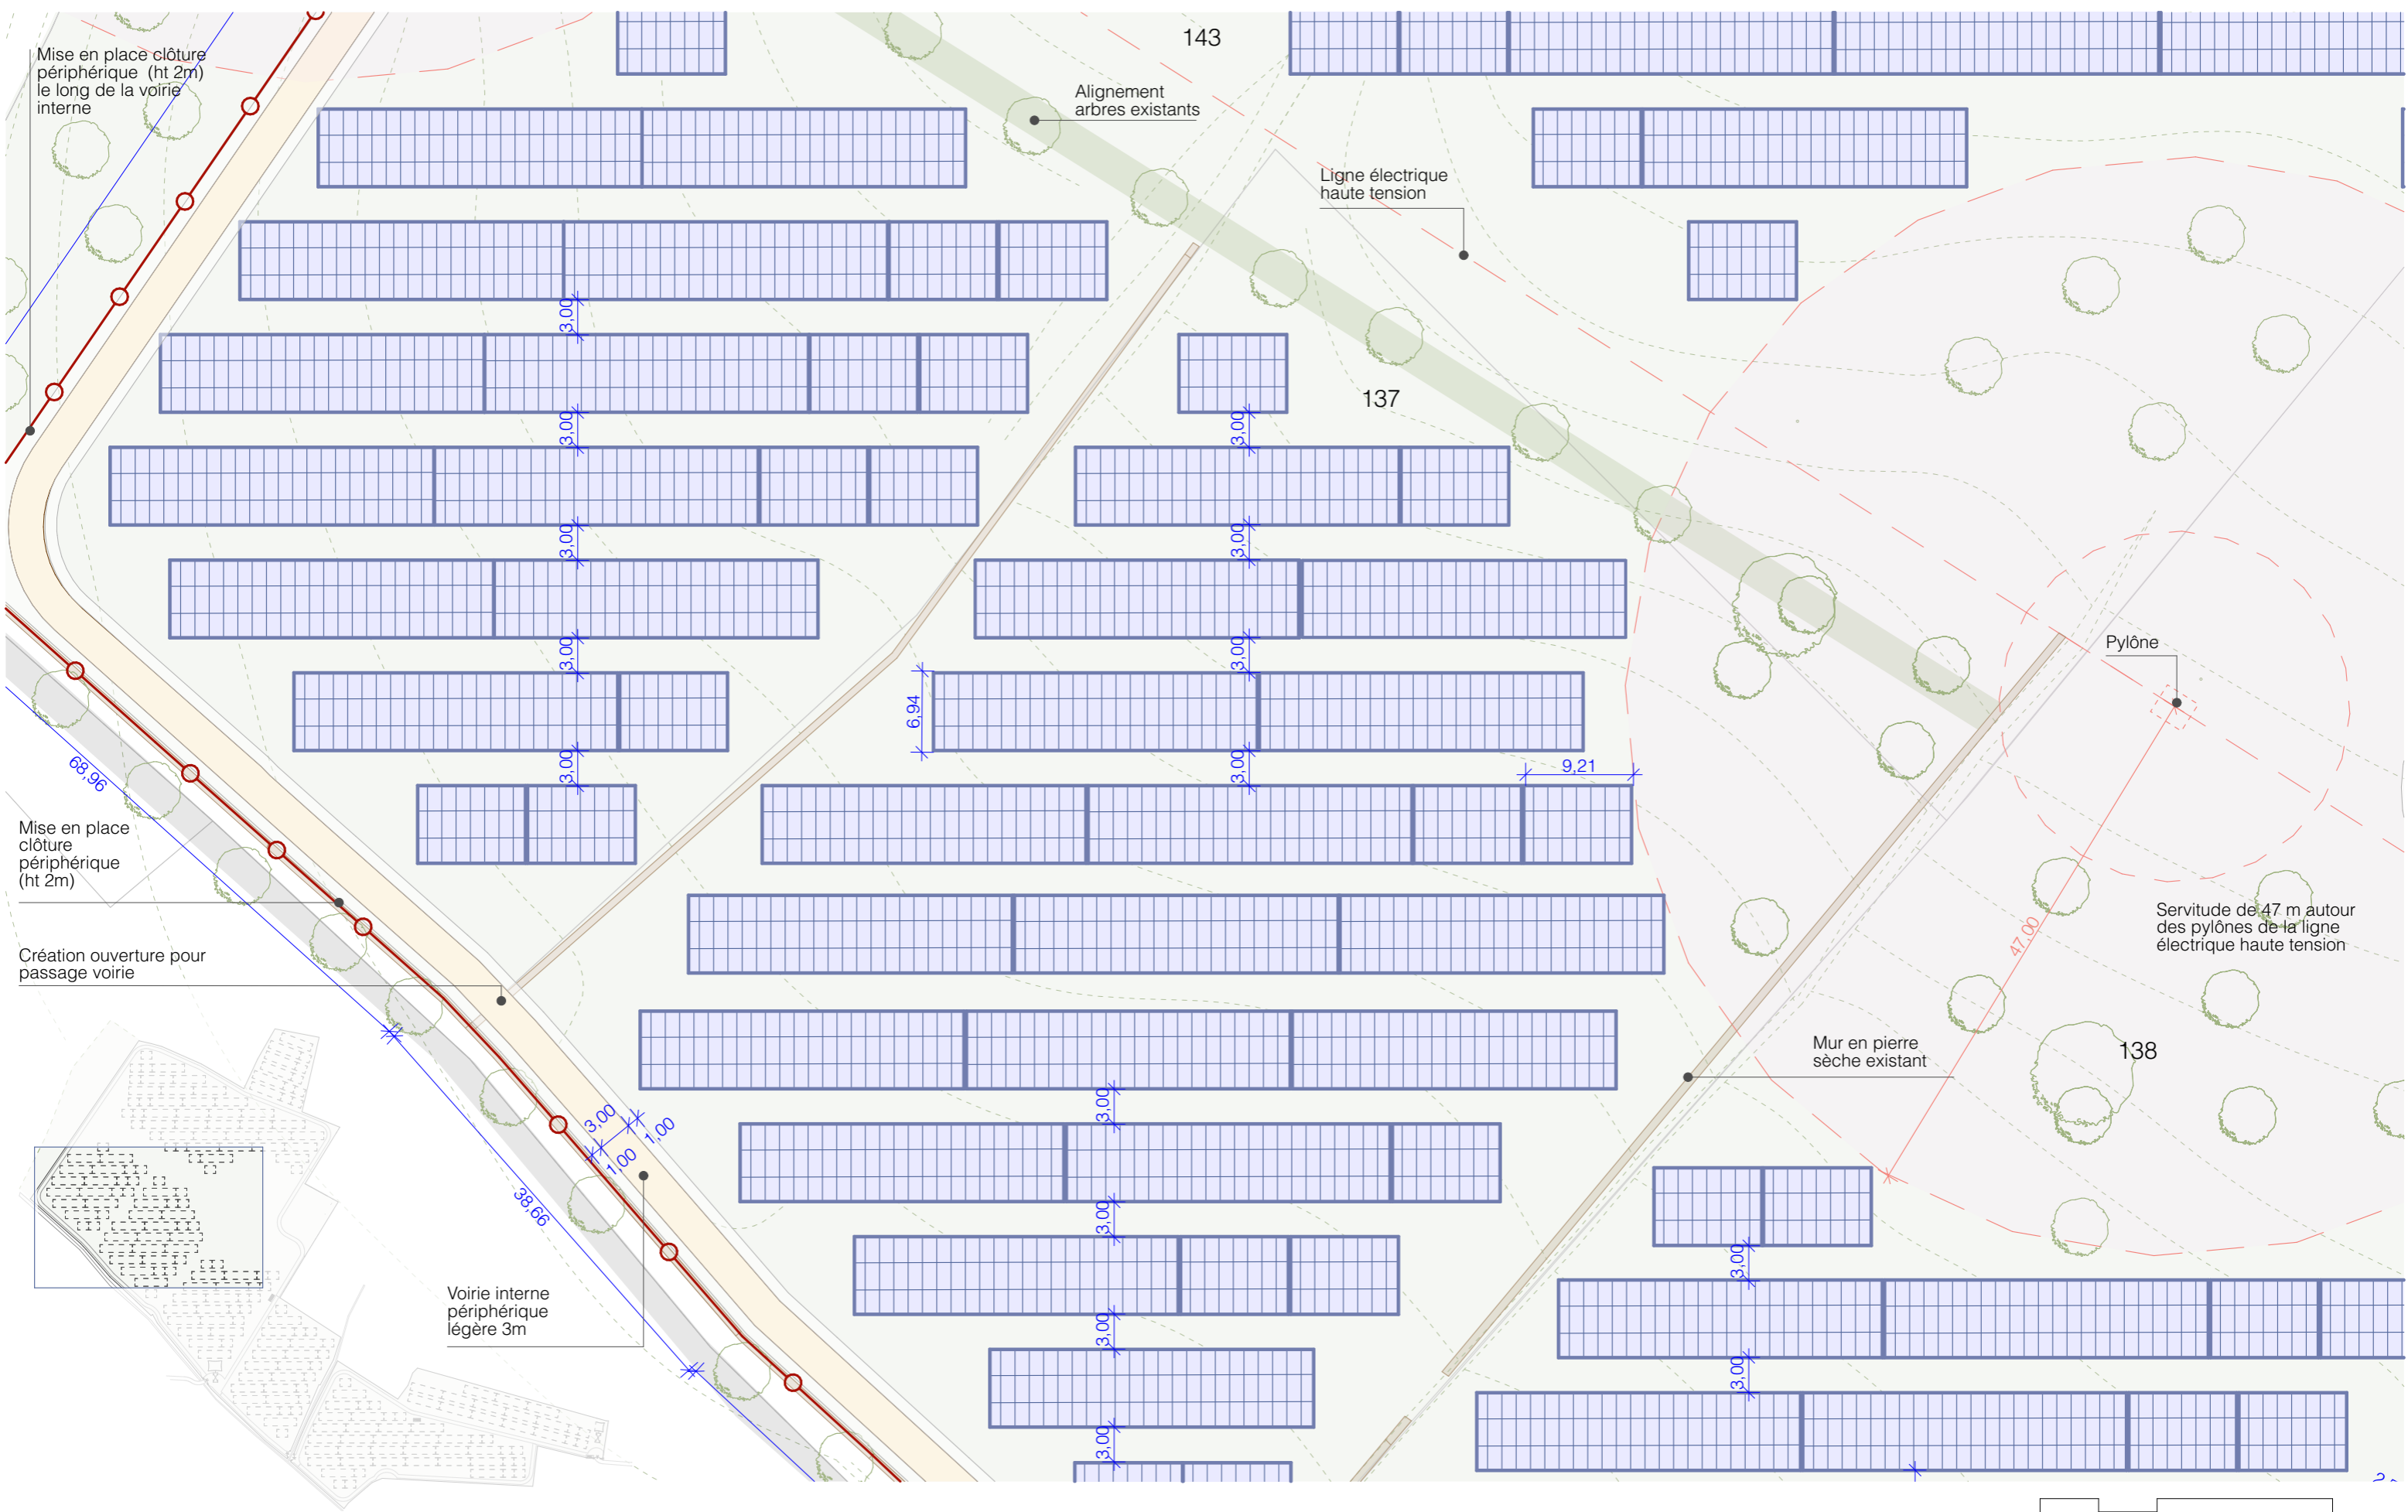 143
Mise en place clôture
périphérique (ht 2m)
le long de la voirie
interne
Alignement
arbres existants
Ligne électrique
haute tension
3,00
3,00
3,00
137
3,00
3,00
3,00
3,00
3,00
3,00
3,00
6,94
9,21
Pylône
68,96
Mise en place
clôture
périphérique
(ht 2m)
Création ouverture pour
passage voirie
Servitude de 47 m autour
des pylônes de la ligne
électrique haute tension
47,00
Mur en pierre
sèche existant
138
3,00
1,00
1,00
38,66
3,00
3,00
3,00
3,00
3,00
3,00
Voirie interne
périphérique
légère 3m